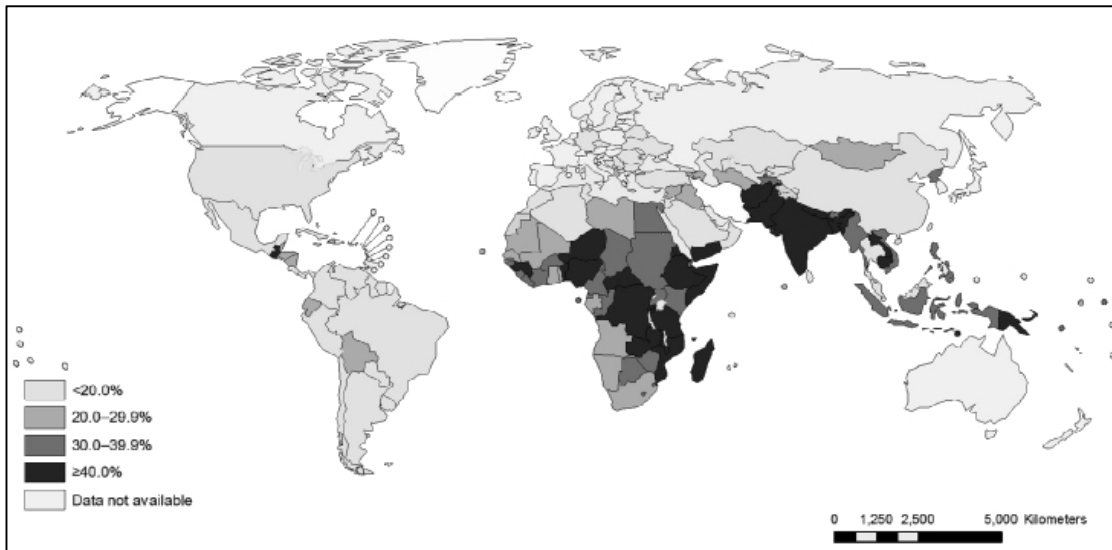 <20.0%
20.0–29.9%
30.0–39.9%
≥40.0%
Data not available
0 1,250 2,500 5,000 Kilometers